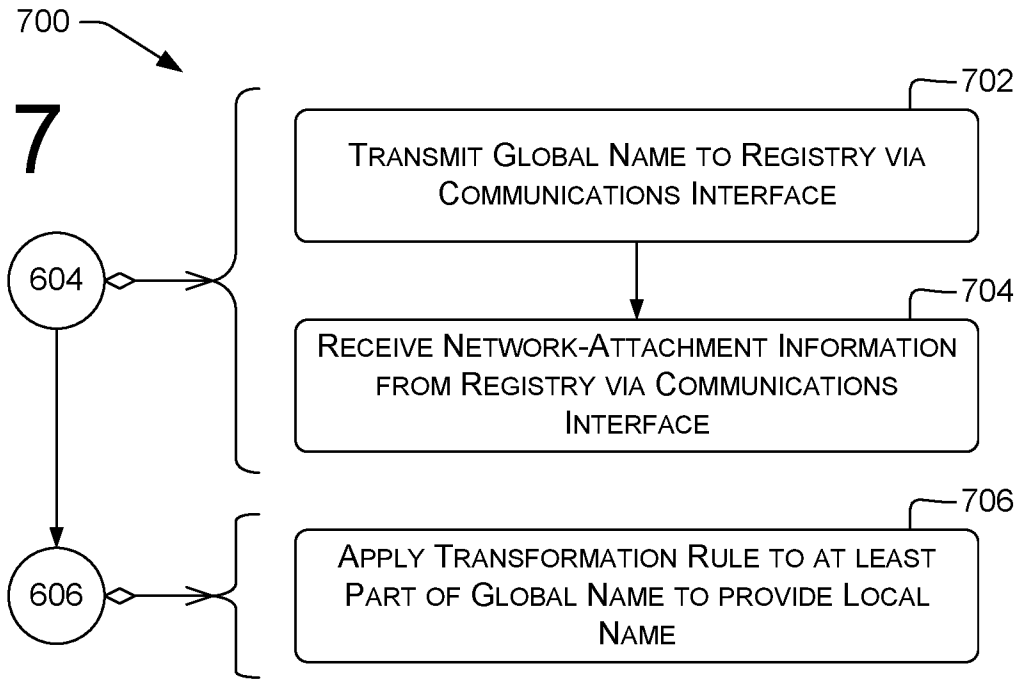 700
7
702
TRANSMIT GLOBAL NAME TO REGISTRY VIA
COMMUNICATIONS INTERFACE
604
704
RECEIVE NETWORK-ATTACHMENT INFORMATION
FROM REGISTRY VIA COMMUNICATIONS
INTERFACE
706
606
APPLY TRANSFORMATION RULE TO AT LEAST
PART OF GLOBAL NAME TO PROVIDE LOCAL
NAME